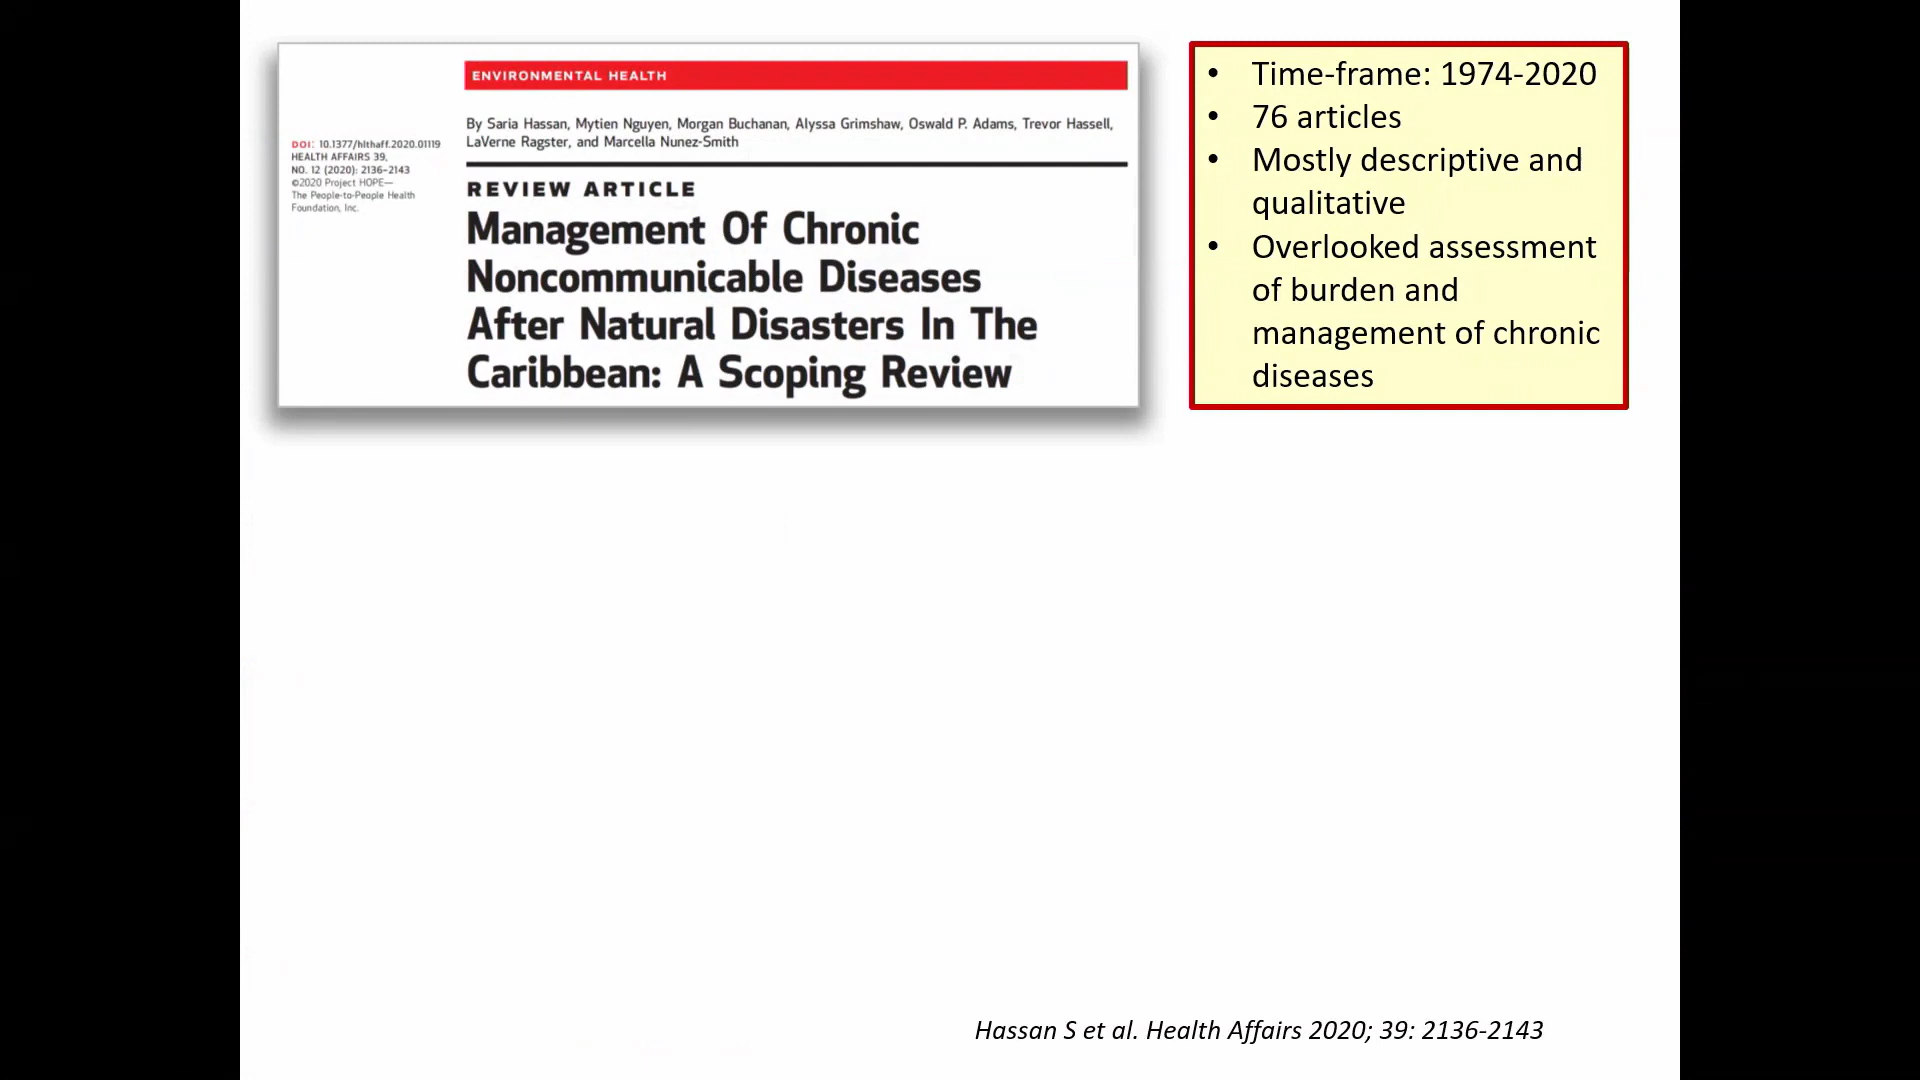 ENVIRONMENTAL HEALTH
By Saria Hassan, Mytien Nguyen, Morgan Buchanan, Alyssa Grimshaw, Oswald P. Adams, Trevor Hassell,
LaVerne Ragster, and Marcella Nunez-Smith
DOI: 10.1377/hlthaff.2020.01119
HEALTH AFFAIRS 39,
NO. 12 (2020): 2136–2143
©2020 Project HOPE—
The People-to-People Health
Foundation, Inc.
REVIEW ARTICLE
Management Of Chronic
Noncommunicable Diseases
After Natural Disasters In The
Caribbean: A Scoping Review
• Time-frame: 1974-2020
• 76 articles
• Mostly descriptive and
qualitative
• Overlooked assessment
of burden and
management of chronic
diseases
Hassan S et al. Health Affairs 2020; 39: 2136-2143